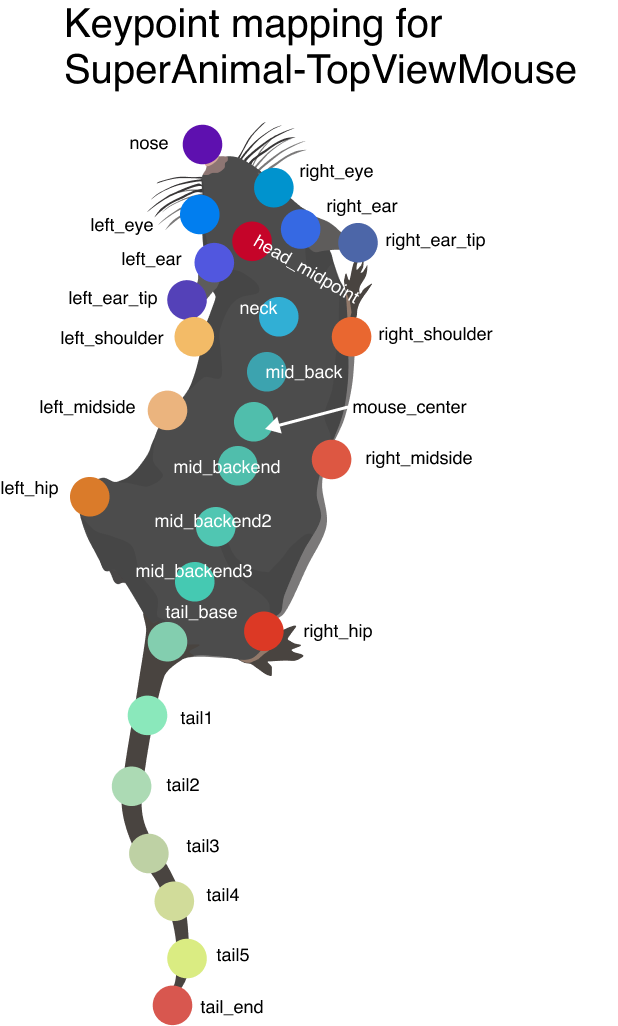 Keypoint mapping for
SuperAnimal-TopViewMouse
nose
right_eye
right_ear
left_eye
right_ear_tip
head_midpoint
left_ear
left_ear_tip
neck
left_shoulder
right_shoulder
mid_back
left_midside
mouse_center
right_midside
mid_backend
left_hip
mid_backend2
mid_backend3
tail_base
right_hip
tail1
tail2
tail3
tail4
tail5
tail_end